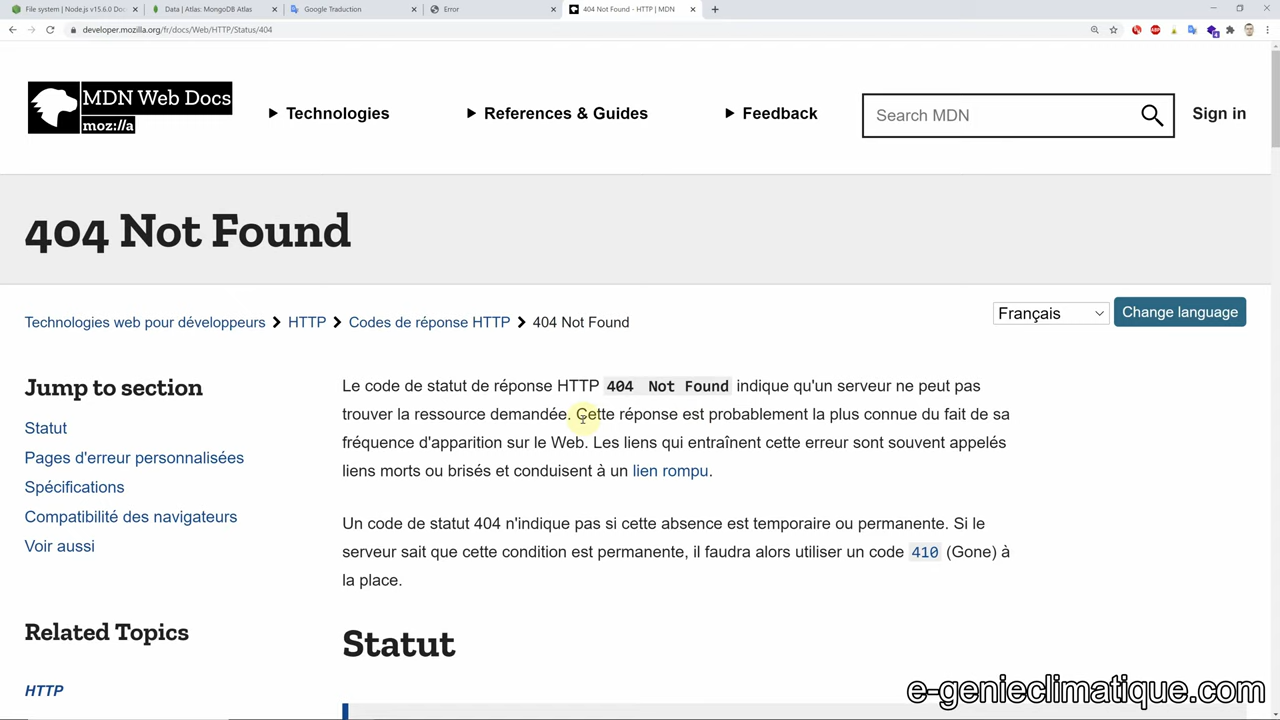 File system | Node.js v15.6.0 Doc
Data | Atlas: MongoDB Atlas
Google Traduction
Error
404 Not Found - HTTP | MDN
developer.mozilla.org/fr/docs/Web/HTTP/Status/404
MDN Web Docs
moz://a
Technologies
References & Guides
Feedback
Search MDN
Sign in
404 Not Found
Technologies web pour développeurs
HTTP
Codes de réponse HTTP
404 Not Found
Français
Change language
Jump to section
Statut
Pages d'erreur personnalisées
Spécifications
Compatibilité des navigateurs
Voir aussi
Related Topics
HTTP
Le code de statut de réponse HTTP 404 Not Found indique qu'un serveur ne peut pas
trouver la ressource demandée. Cette réponse est probablement la plus connue du fait de sa
fréquence d'apparition sur le Web. Les liens qui entraînent cette erreur sont souvent appelés
liens morts ou brisés et conduisent à un lien rompu.
Un code de statut 404 n'indique pas si cette absence est temporaire ou permanente. Si le
serveur sait que cette condition est permanente, il faudra alors utiliser un code 410 (Gone) à
la place.
Statut
e-genieclimatique.com